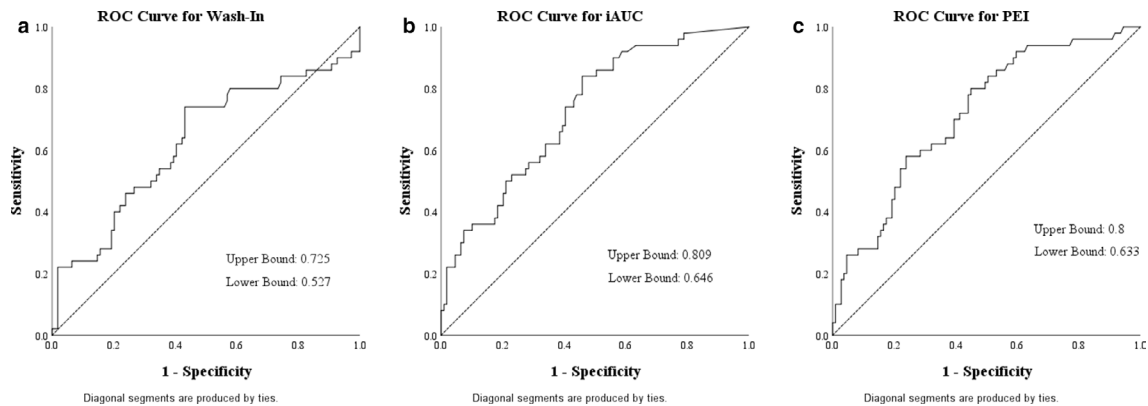 a
ROC Curve for Wash-In
1.0
0.8
0.6
0.4
0.2
0.0
Sensitivity
Upper Bound: 0.725
Lower Bound: 0.527
0.0 0.2 0.4 0.6 0.8 1.0
1 - Specificity
Diagonal segments are produced by ties.
b
ROC Curve for iAUC
1.0
0.8
0.6
0.4
0.2
0.0
Sensitivity
Upper Bound: 0.809
Lower Bound: 0.646
0.0 0.2 0.4 0.6 0.8 1.0
1 - Specificity
Diagonal segments are produced by ties.
c
ROC Curve for PEI
1.0
0.8
0.6
0.4
0.2
0.0
Sensitivity
Upper Bound: 0.8
Lower Bound: 0.633
0.0 0.2 0.4 0.6 0.8 1.0
1 - Specificity
Diagonal segments are produced by ties.